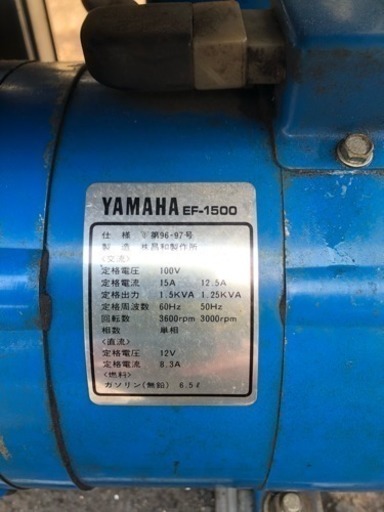 YAMAHA EF-1500
仕様 第96・97号
製造 ㈱昌和製作所
〈交流〉
定格電圧 100V
定格電流 15A 12.5A
定格出力 1.5KVA 1.25KVA
定格周波数 60Hz 50Hz
回転数 3600rpm 3000rpm
相数 単相
〈直流〉
定格電圧 12V
定格電流 8.3A
〈燃料〉
ガソリン(無鉛) 6.5ℓ